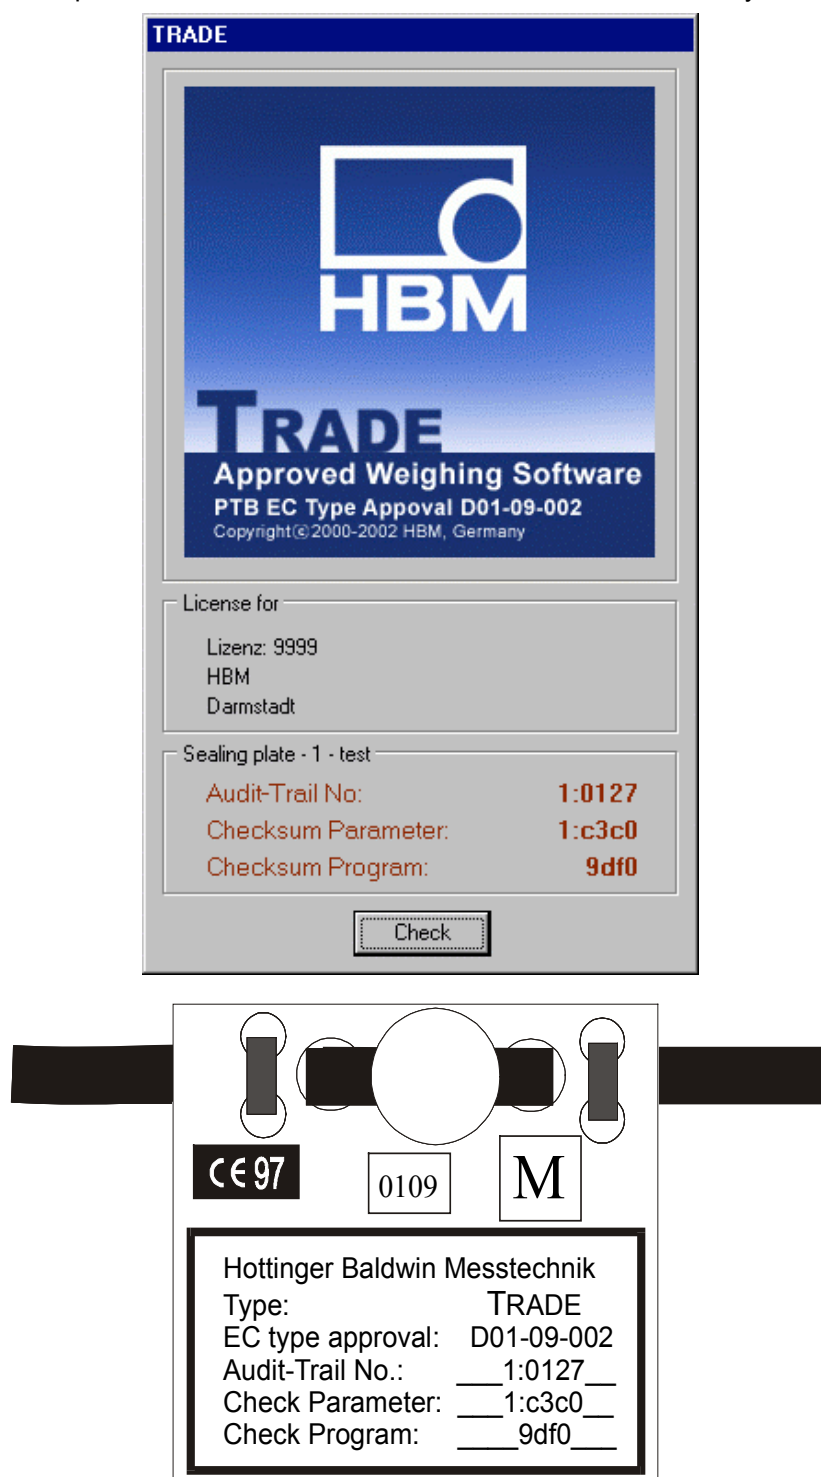 TRADE
HBM
TRADE
Approved Weighing Software
PTB EC Type Appoval D01-09-002
Copyright©2000-2002 HBM, Germany
License for
Lizenz: 9999
HBM
Darmstadt
Sealing plate - 1 - test
Audit-Trail No: 1:0127
Checksum Parameter: 1:c3c0
Checksum Program: 9df0
Check
CE 97 0109 M
Hottinger Baldwin Messtechnik
Type: TRADE
EC type approval: D01-09-002
Audit-Trail No.: ___1:0127__
Check Parameter: ___1:c3c0__
Check Program: ____9df0___